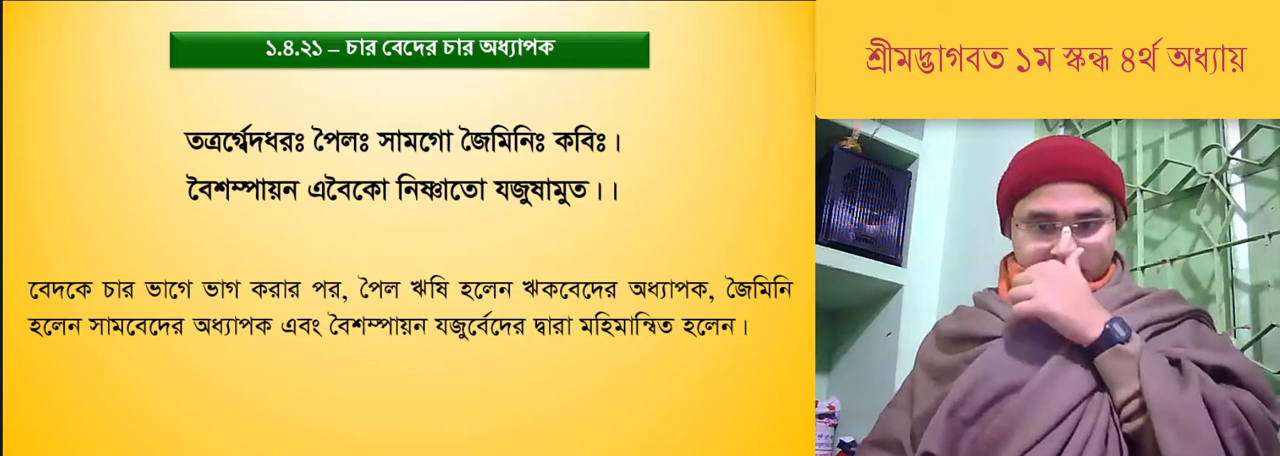 ১.৪.২১ – চার বেদের চার অধ্যাপক
শ্রীমদ্ভাগবত ১ম স্কন্ধ ৪র্থ অধ্যায়
তত্রর্গ্বেদধরঃ পৈলঃ সামগো জৈমিনিঃ কবিঃ।
বৈশম্পায়ন এবৈকো নিষ্ণাতো যজুষামুত।।
বেদকে চার ভাগে ভাগ করার পর, পৈল ঋষি হলেন ঋকবেদের অধ্যাপক, জৈমিনি
হলেন সামবেদের অধ্যাপক এবং বৈশম্পায়ন যজুর্বেদের দ্বারা মহিমান্বিত হলেন।